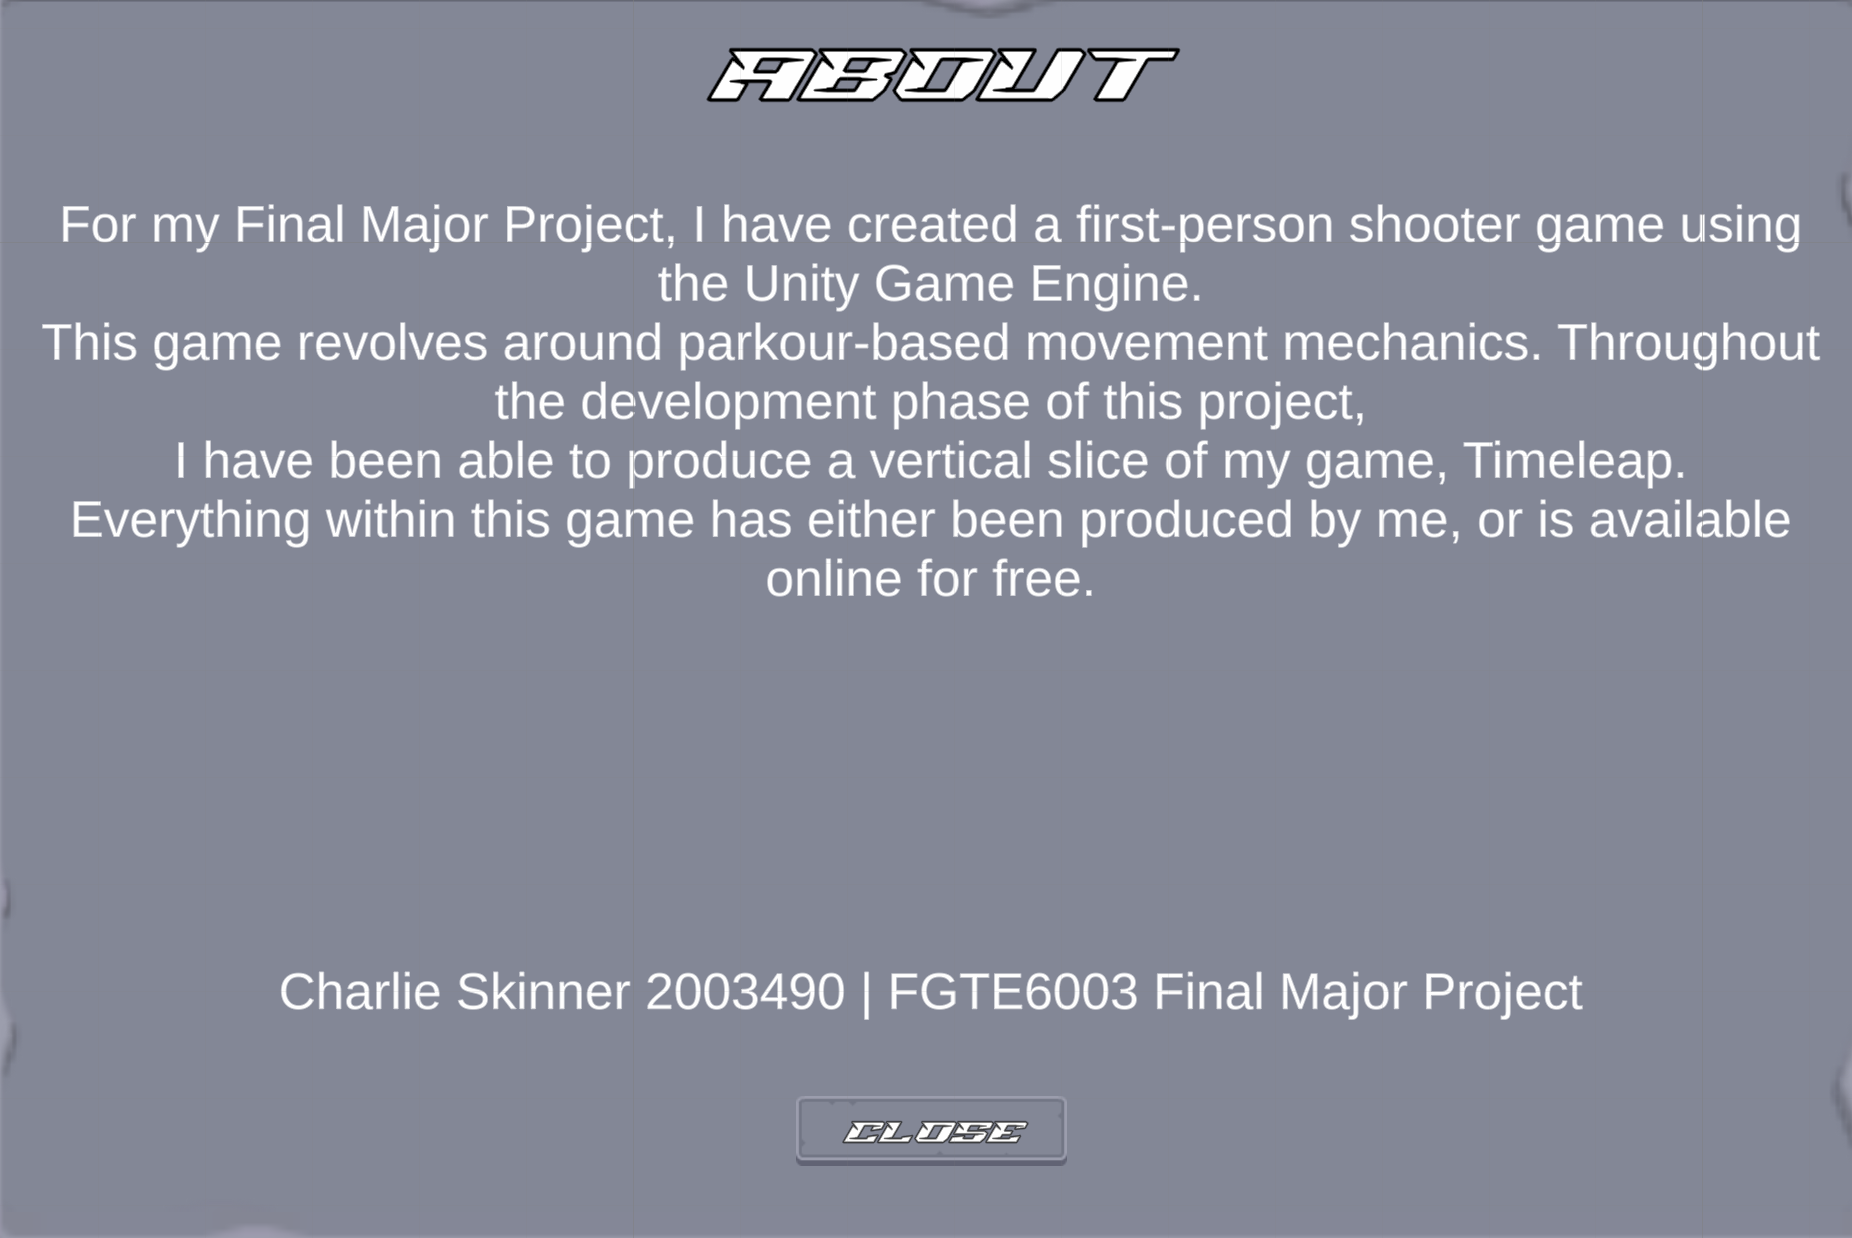 ABOUT
For my Final Major Project, I have created a first-person shooter game using
the Unity Game Engine.
This game revolves around parkour-based movement mechanics. Throughout
the development phase of this project,
I have been able to produce a vertical slice of my game, Timeleap.
Everything within this game has either been produced by me, or is available
online for free.
Charlie Skinner 2003490 | FGTE6003 Final Major Project
CLOSE